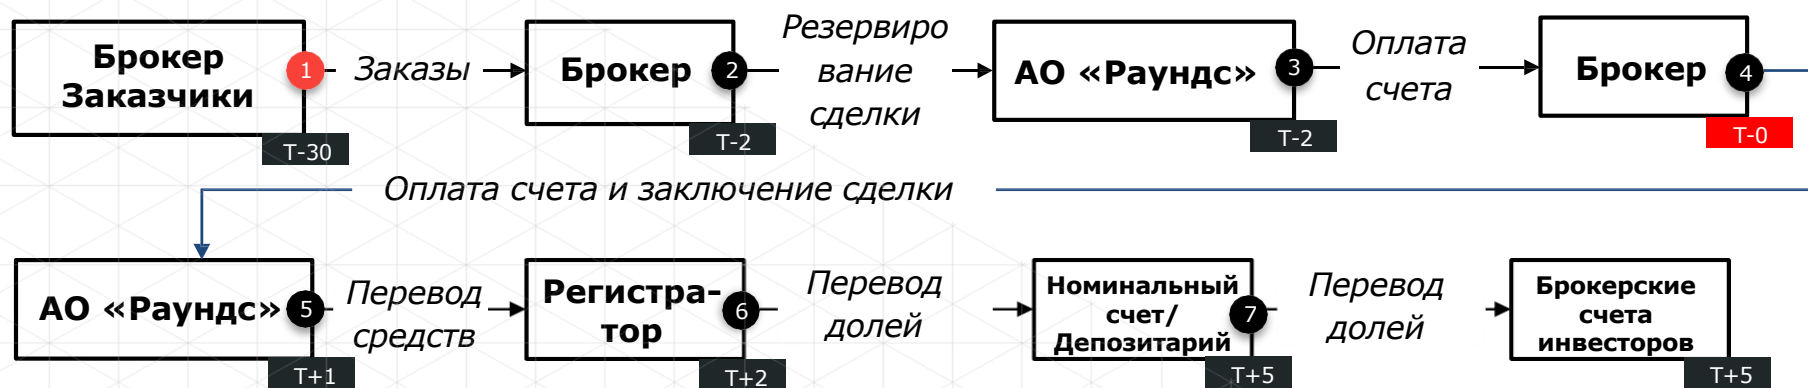 Брокер
Заказчики
1
Заказы
T-30
Брокер
2
T-2
Резервиро
вание
сделки
АО «Раундс»
3
T-2
Оплата
счета
Брокер
4
T-0
Оплата счета и заключение сделки
АО «Раундс»
5
T+1
Перевод
средств
Регистра-
тор
6
T+2
Перевод
долей
Номинальный
счет/
Депозитарий
7
T+5
Перевод
долей
Брокерские
счета
инвесторов
T+5